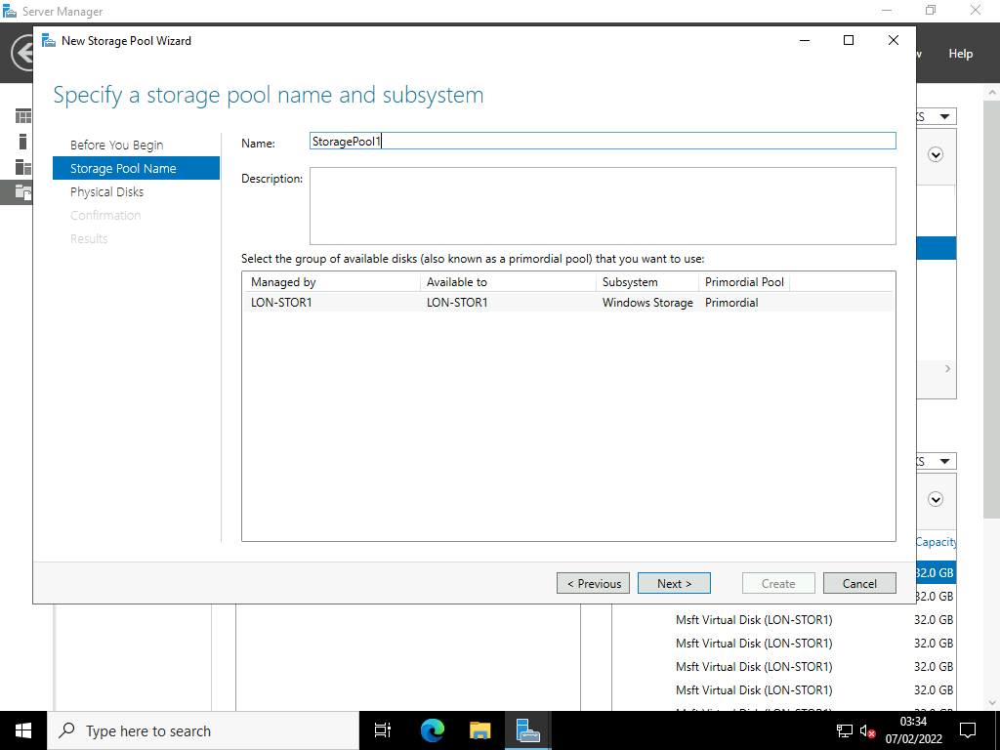 Server Manager
New Storage Pool Wizard
Help
Specify a storage pool name and subsystem
Before You Begin
Storage Pool Name
Physical Disks
Confirmation
Results
Name:
StoragePool1
Description:
Select the group of available disks (also known as a primordial pool) that you want to use:
Managed by Available to Subsystem Primordial Pool
LON-STOR1 LON-STOR1 Windows Storage Primordial
< Previous Next > Create Cancel
Capacity
32.0 GB
32.0 GB
Msft Virtual Disk (LON-STOR1) 32.0 GB
Msft Virtual Disk (LON-STOR1) 32.0 GB
Msft Virtual Disk (LON-STOR1) 32.0 GB
Msft Virtual Disk (LON-STOR1) 32.0 GB
Type here to search
03:34
07/02/2022